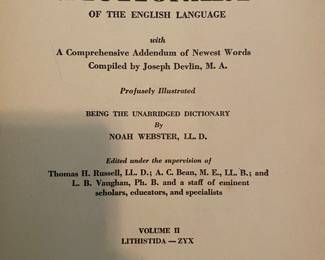 OF THE ENGLISH LANGUAGE
with
A Comprehensive Addendum of Newest Words
Compiled by Joseph Devlin, M. A.
Profusely Illustrated
BEING THE UNABRIDGED DICTIONARY
By
NOAH WEBSTER, LL. D.
Edited under the supervision of
Thomas H. Russell, LL. D.; A. C. Bean, M. E., LL. B.; and
L. B. Vaughan, Ph. B. and a staff of eminent
scholars, educators, and specialists
VOLUME II
LITHISTIDA—ZYX